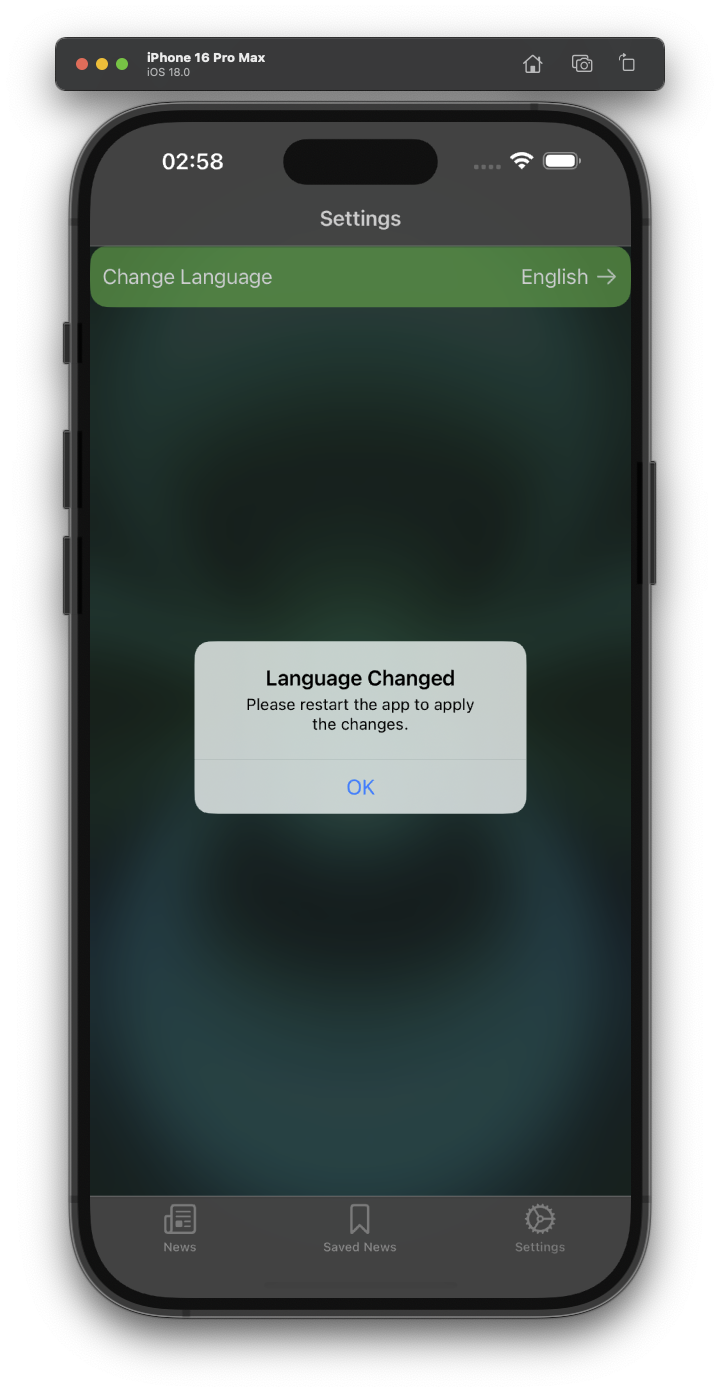 iPhone 16 Pro Max
iOS 18.0
02:58
Settings
Change Language English
Language Changed
Please restart the app to apply
the changes.
OK
News Saved News Settings